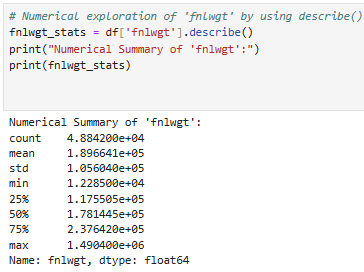 # Numerical exploration of 'fnlwgt' by using describe()
fnlwgt_stats = df['fnlwgt'].describe()
print("Numerical Summary of 'fnlwgt':")
print(fnlwgt_stats)
Numerical Summary of 'fnlwgt':
count    4.884200e+04
mean     1.896641e+05
std      1.056040e+05
min      1.228500e+04
25%      1.175505e+05
50%      1.781445e+05
75%      2.376420e+05
max      1.490400e+06
Name: fnlwgt, dtype: float64